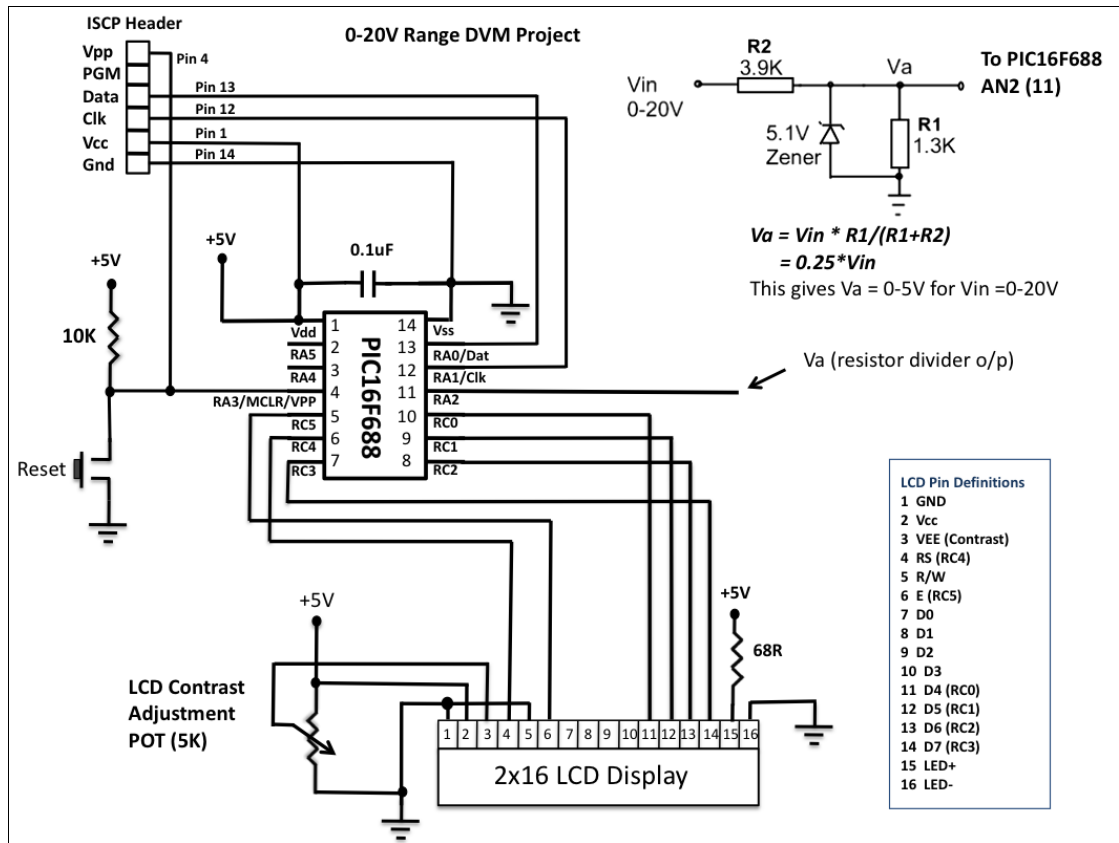 ISCP Header
0-20V Range DVM Project
Vpp
PGM
Data
Clk
Vcc
Gnd
Pin 4
Pin 13
Pin 12
Pin 1
Pin 14
R2
3.9K
Va
To PIC16F688
AN2 (11)
Vin
0-20V
5.1V
Zener
R1
1.3K
Va = Vin * R1/(R1+R2)
= 0.25*Vin
This gives Va = 0-5V for Vin =0-20V
+5V
0.1uF
+5V
10K
Reset
PIC16F688
1
2
3
4
5
6
7
14
13
12
11
10
9
8
Vdd
RA5
RA4
RA3/MCLR/VPP
RC5
RC4
RC3
Vss
RA0/Dat
RA1/Clk
RA2
RC0
RC1
RC2
Va (resistor divider o/p)
LCD Pin Definitions
1 GND
2 Vcc
3 VEE (Contrast)
4 RS (RC4)
5 R/W
6 E (RC5)
7 D0
8 D1
9 D2
10 D3
11 D4 (RC0)
12 D5 (RC1)
13 D6 (RC2)
14 D7 (RC3)
15 LED+
16 LED-
+5V
+5V
68R
LCD Contrast
Adjustment
POT (5K)
1 2 3 4 5 6 7 8 9 10 11 12 13 14 15 16
2x16 LCD Display